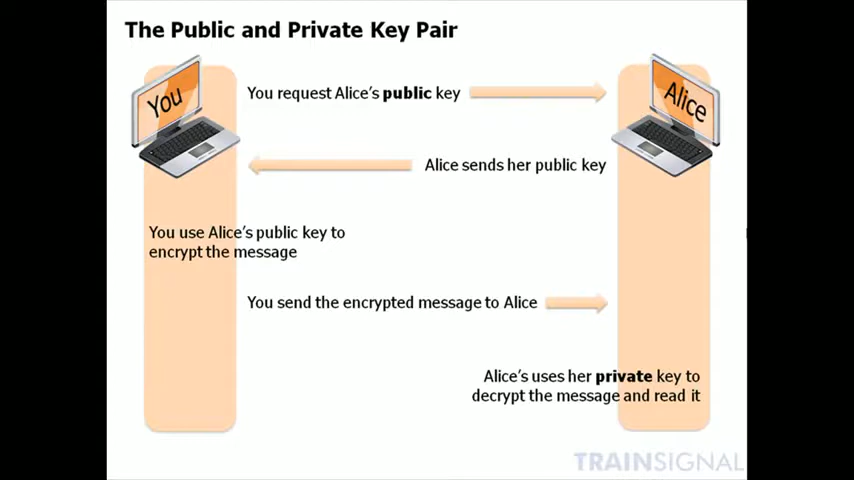 The Public and Private Key Pair
You
Alice
You request Alice's public key
Alice sends her public key
You use Alice's public key to
encrypt the message
You send the encrypted message to Alice
Alice's uses her private key to
decrypt the message and read it
TRAINSIGNAL